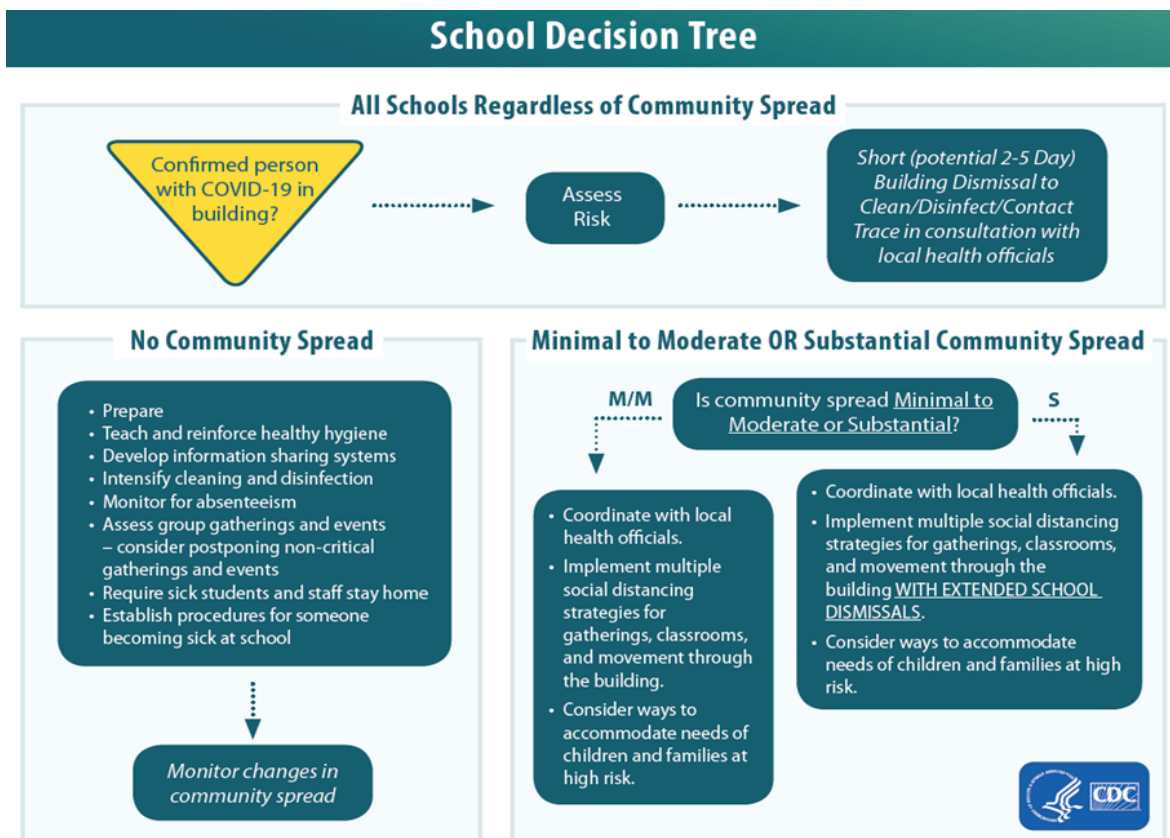 School Decision Tree
All Schools Regardless of Community Spread
Confirmed person
with COVID-19 in
building?
Assess
Risk
Short (potential 2-5 Day)
Building Dismissal to
Clean/Disinfect/Contact
Trace in consultation with
local health officials
No Community Spread
• Prepare
• Teach and reinforce healthy hygiene
• Develop information sharing systems
• Intensify cleaning and disinfection
• Monitor for absenteeism
• Assess group gatherings and events
– consider postponing non-critical
gatherings and events
• Require sick students and staff stay home
• Establish procedures for someone
becoming sick at school
Monitor changes in
community spread
Minimal to Moderate OR Substantial Community Spread
Is community spread Minimal to
Moderate or Substantial?
M/M
• Coordinate with local
health officials.
• Implement multiple
social distancing
strategies for
gatherings, classrooms,
and movement through
the building.
• Consider ways to
accommodate needs of
children and families at
high risk.
S
• Coordinate with local health officials.
• Implement multiple social distancing
strategies for gatherings, classrooms,
and movement through the
building WITH EXTENDED SCHOOL
DISMISSALS.
• Consider ways to accommodate
needs of children and families at high
risk.
CDC